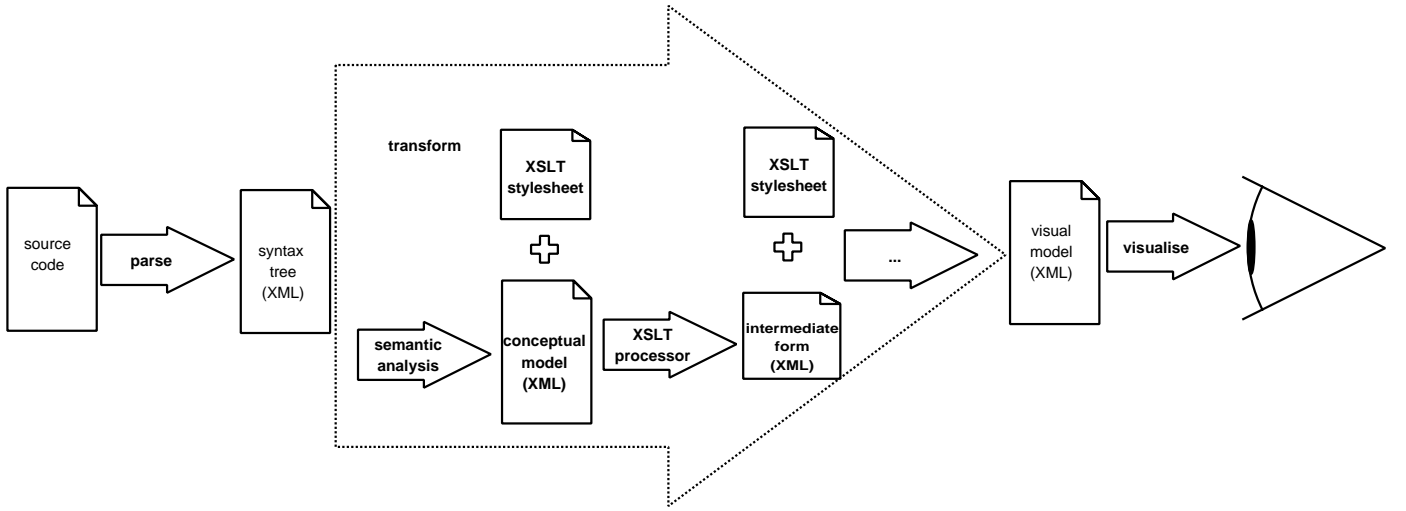 source
code
parse
syntax
tree
(XML)
transform
XSLT
stylesheet
semantic
analysis
conceptual
model
(XML)
XSLT
processor
XSLT
stylesheet
intermediate
form
(XML)
...
visual
model
(XML)
visualise